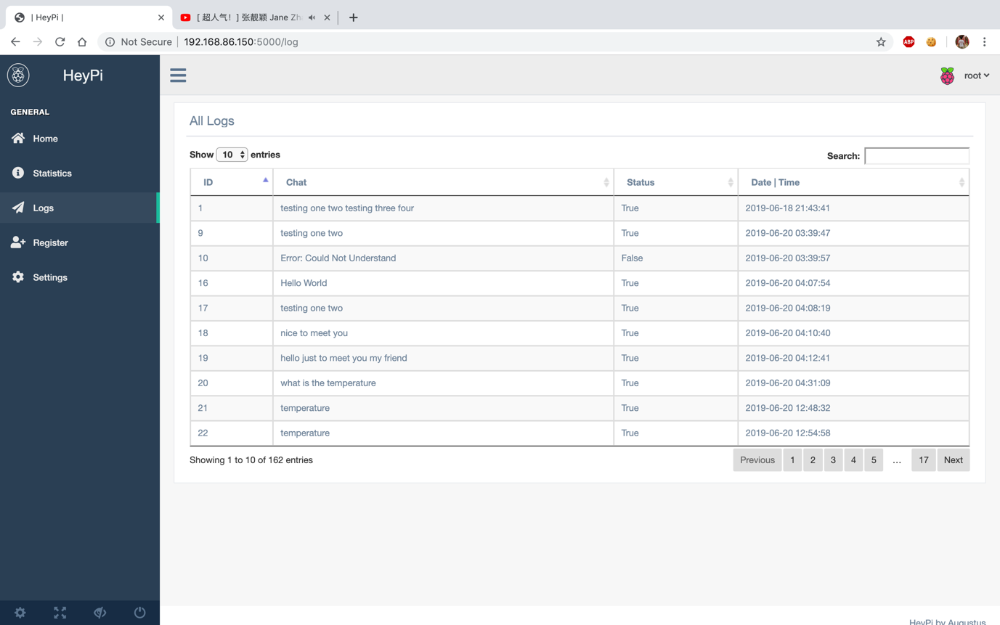 | HeyPi |
[ 超人气！] 张靓颖 Jane Zh
Not Secure 192.168.86.150:5000/log
ABP
HeyPi
root
GENERAL
Home
Statistics
Logs
Register
Settings
All Logs
Show 10 entries
Search:
ID Chat Status Date | Time
1 testing one two testing three four True 2019-06-18 21:43:41
9 testing one two True 2019-06-20 03:39:47
10 Error: Could Not Understand False 2019-06-20 03:39:57
16 Hello World True 2019-06-20 04:07:54
17 testing one two True 2019-06-20 04:08:19
18 nice to meet you True 2019-06-20 04:10:40
19 hello just to meet you my friend True 2019-06-20 04:12:41
20 what is the temperature True 2019-06-20 04:31:09
21 temperature True 2019-06-20 12:48:32
22 temperature True 2019-06-20 12:54:58
Showing 1 to 10 of 162 entries
Previous 1 2 3 4 5 … 17 Next
HeyPi by Augustus